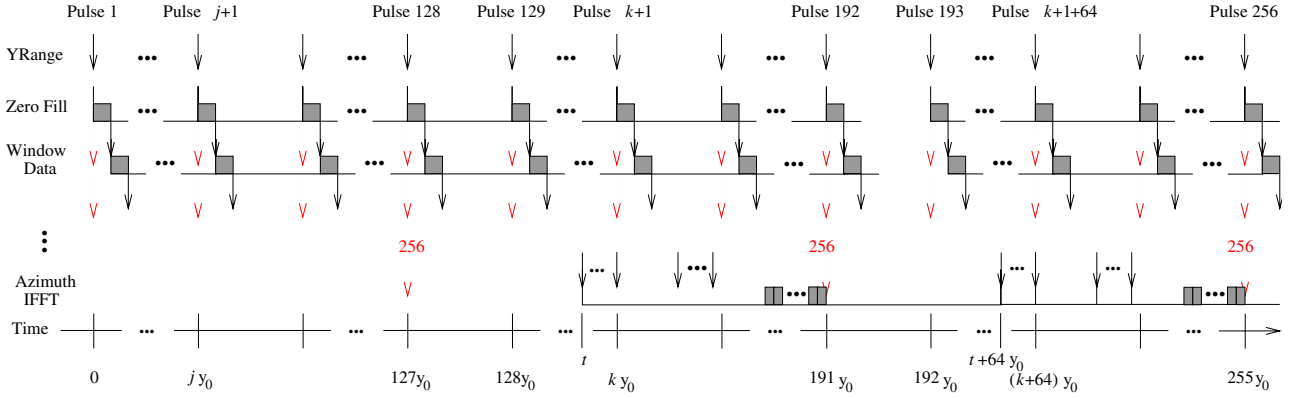 Pulse 1 Pulse j+1 Pulse 128 Pulse 129 Pulse k+1 Pulse 192 Pulse 193 Pulse k+1+64 Pulse 256
YRange
Zero Fill
Window
Data
256 256 256
Azimuth
IFFT
Time
t t+64 y₀
0 j y₀ 127y₀ 128y₀ k y₀ 191 y₀ 192 y₀ (k+64) y₀ 255y₀